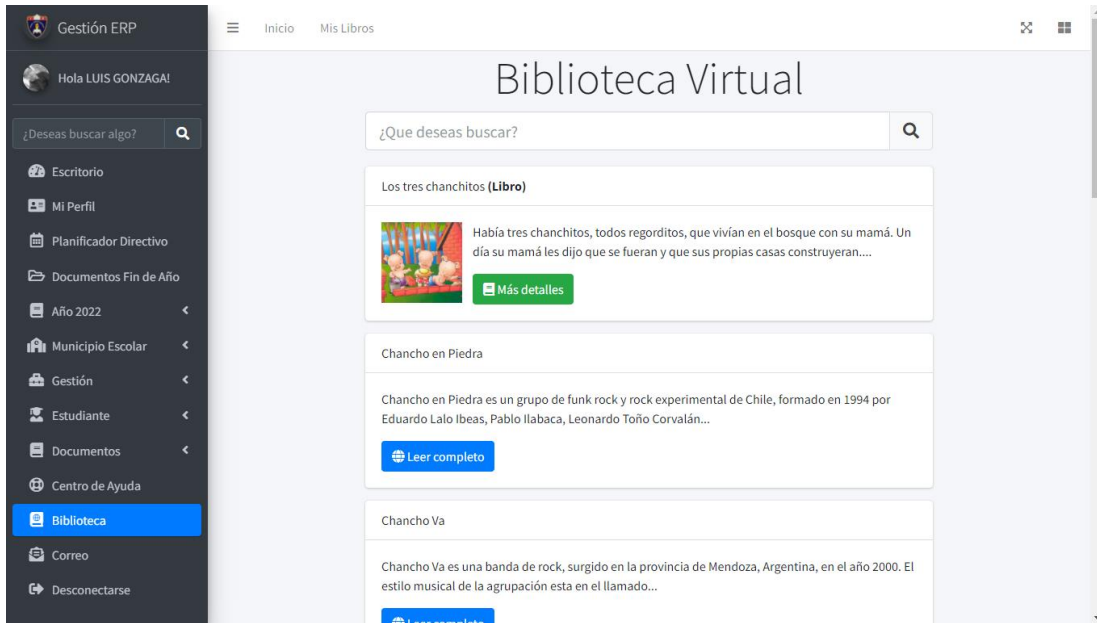 Gestión ERP
Hola LUIS GONZAGA!
¿Deseas buscar algo?
Escritorio
Mi Perfil
Planificador Directivo
Documentos Fin de Año
Año 2022
Municipio Escolar
Gestión
Estudiante
Documentos
Centro de Ayuda
Biblioteca
Correo
Desconectarse
Inicio Mis Libros
Biblioteca Virtual
¿Que deseas buscar?
Los tres chanchitos (Libro)
Había tres chanchitos, todos regorditos, que vivían en el bosque con su mamá. Un
día su mamá les dijo que se fueran y que sus propias casas construyeran....
Más detalles
Chancho en Piedra
Chancho en Piedra es un grupo de funk rock y rock experimental de Chile, formado en 1994 por
Eduardo Lalo Ibeas, Pablo Ilabaca, Leonardo Toño Corvalán...
Leer completo
Chancho Va
Chancho Va es una banda de rock, surgido en la provincia de Mendoza, Argentina, en el año 2000. El
estilo musical de la agrupación esta en el llamado...
Leer completo